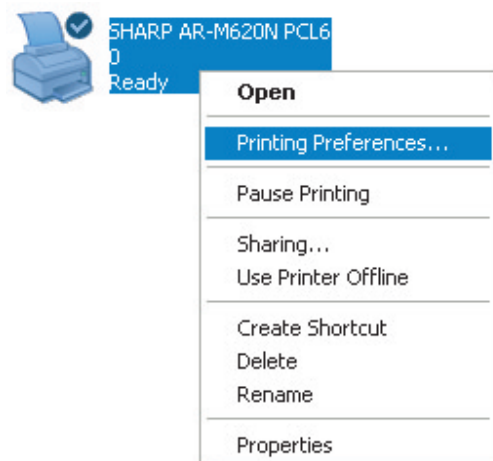 SHARP AR-M620N PCL6
0
Ready
Open
Printing Preferences...
Pause Printing
Sharing...
Use Printer Offline
Create Shortcut
Delete
Rename
Properties